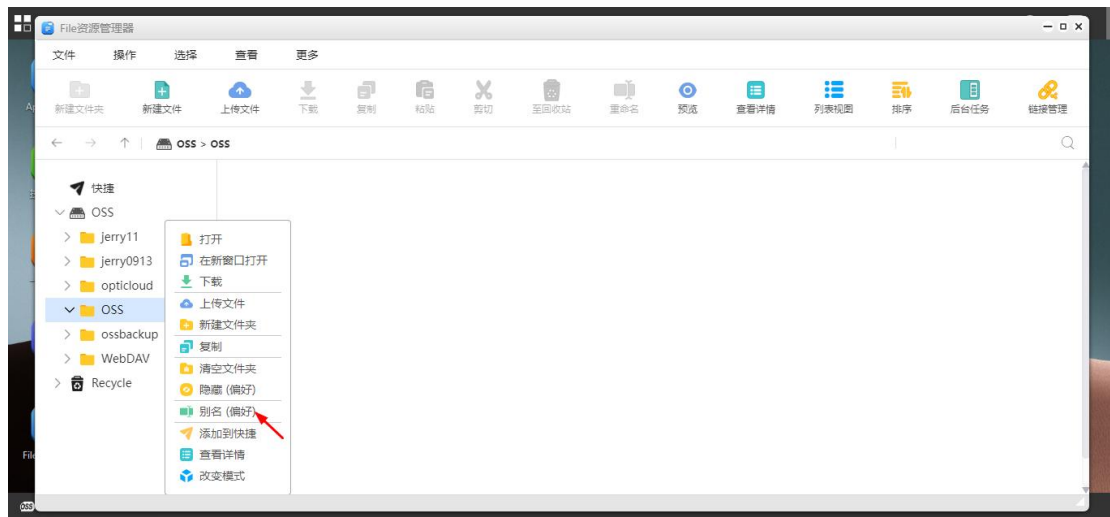 File资源管理器
文件 操作 选择 查看 更多
新建文件夹 新建文件 上传文件 下载 复制 粘贴 剪切 至回收站 重命名 预览 查看详情 列表视图 排序 后台任务 链接管理
OSS > OSS
快捷
OSS
jerry11
jerry0913
opticloud
OSS
ossbackup
WebDAV
Recycle
打开
在新窗口打开
下载
上传文件
新建文件夹
复制
清空文件夹
隐藏 (偏好)
别名 (偏好)
添加到快捷
查看详情
改变模式
File
OSS